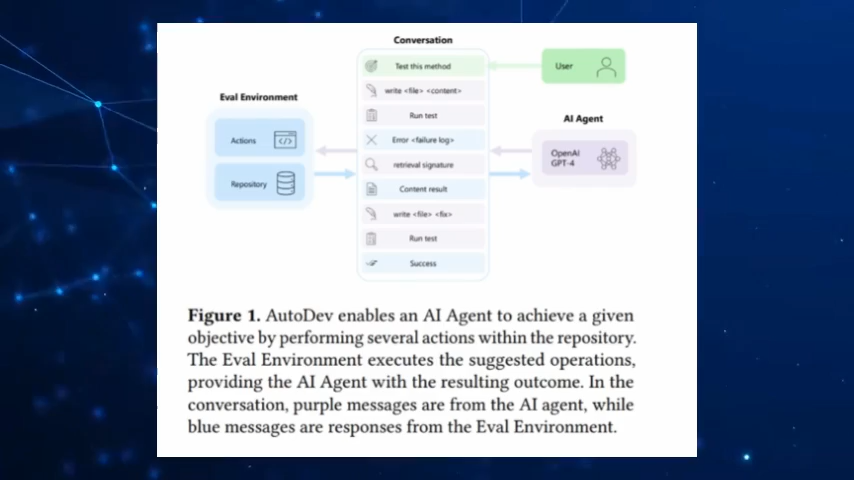 Conversation
Test this method
User
write <file> <content>
Eval Environment
Run test
AI Agent
Actions
Error <failure log>
OpenAI
GPT-4
retrieval signature
Repository
Content result
write <file> <fix>
Run test
Success
Figure 1. AutoDev enables an AI Agent to achieve a given
objective by performing several actions within the repository.
The Eval Environment executes the suggested operations,
providing the AI Agent with the resulting outcome. In the
conversation, purple messages are from the AI agent, while
blue messages are responses from the Eval Environment.